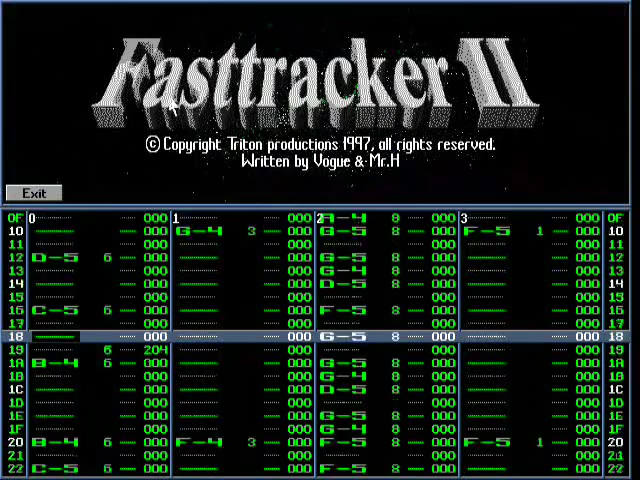 Fasttracker II
© Copyright Triton productions 1997, all rights reserved.
Written by Vogue & Mr.H
Exit
0F 0 000 1 000 2 A-4 8 000 3 000 0F
10 000 G-4 3 000 G-5 8 000 F-5 1 000 10
11 000 000 000 000 11
12 D-5 6 000 000 G-5 8 000 000 12
13 000 000 G-4 8 000 000 13
14 000 000 D-5 8 000 000 14
15 000 000 000 000 15
16 C-5 6 000 000 F-5 8 000 000 16
17 000 000 000 000 17
18 000 000 G-5 8 000 000 18
19 6 204 000 000 000 19
1A B-4 6 000 000 G-5 8 000 000 1A
1B 000 000 G-4 8 000 000 1B
1C 000 000 D-5 8 000 000 1C
1D 000 000 000 000 1D
1E 000 000 G-5 8 000 000 1E
1F 000 000 G-4 8 000 000 1F
20 B-4 6 000 F-4 3 000 F-5 8 000 F-5 1 000 20
21 000 000 000 000 21
22 C-5 6 000 000 G-5 8 000 000 22